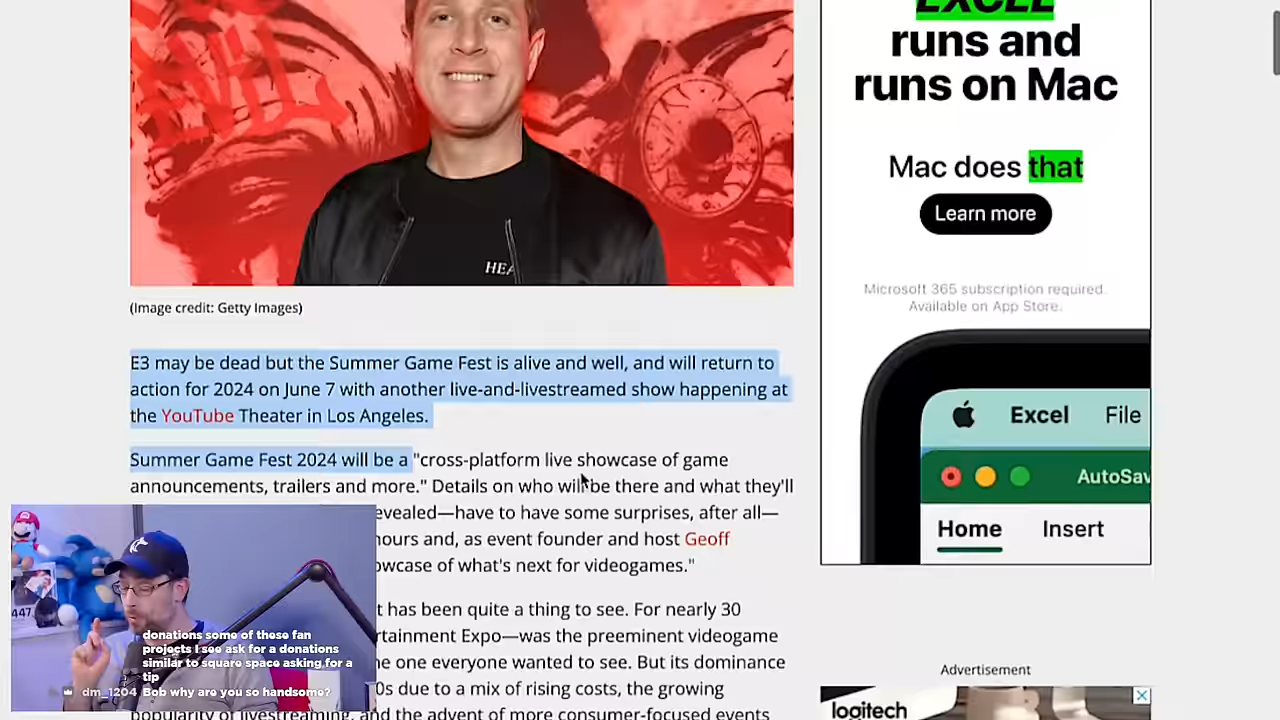 EVIL
HEA
(Image credit: Getty Images)
E3 may be dead but the Summer Game Fest is alive and well, and will return to
action for 2024 on June 7 with another live-and-livestreamed show happening at
the YouTube Theater in Los Angeles.
Summer Game Fest 2024 will be a "cross-platform live showcase of game
announcements, trailers and more." Details on who will be there and what they'll
evealed—have to have some surprises, after all—
hours and, as event founder and host Geoff
owcase of what's next for videogames."
t has been quite a thing to see. For nearly 30
rtainment Expo—was the preeminent videogame
e one everyone wanted to see. But its dominance
0s due to a mix of rising costs, the growing
popularity of livestreaming, and the advent of more consumer-focused events
447.
donations some of these fan
projects I see ask for a donations
similar to square space asking for a
tip
dm_1204 Bob why are you so handsome?
EXCEL
runs and
runs on Mac
Mac does that
Learn more
Microsoft 365 subscription required.
Available on App Store.
Excel File
AutoSav
Home Insert
Advertisement
logitech